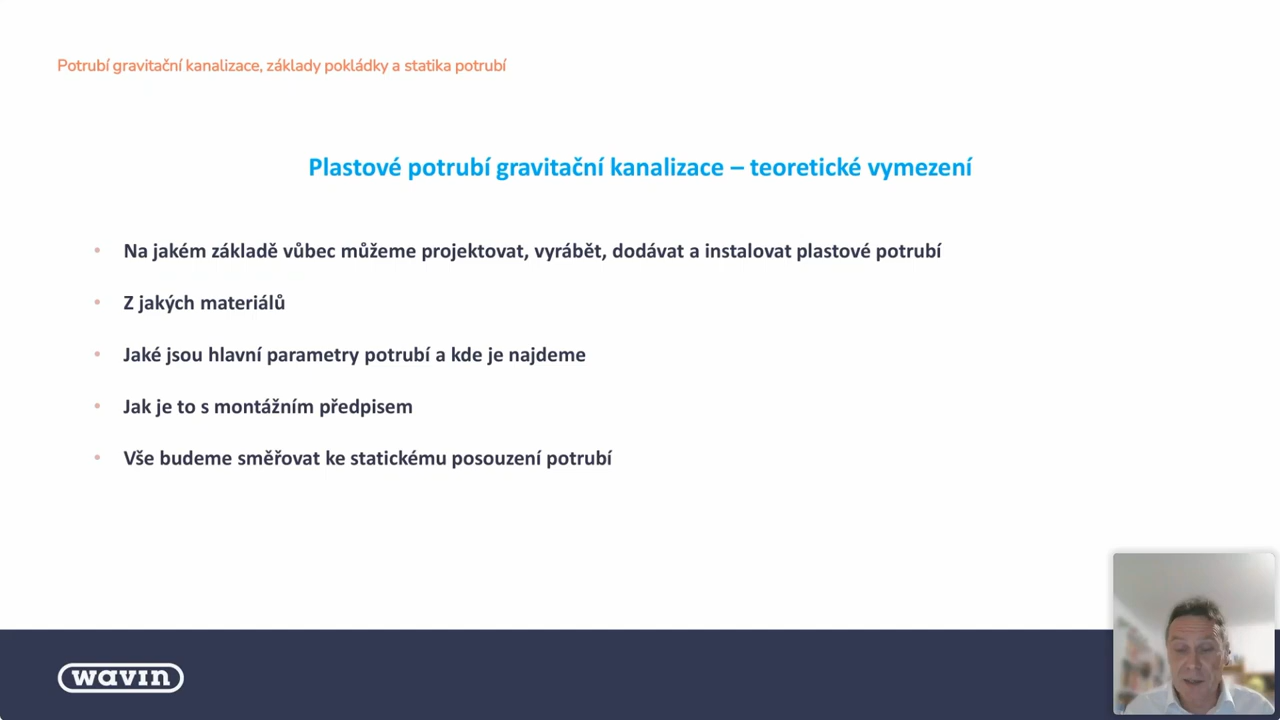 Potrubí gravitační kanalizace, základy pokládky a statika potrubí
Plastové potrubí gravitační kanalizace – teoretické vymezení
• Na jakém základě vůbec můžeme projektovat, vyrábět, dodávat a instalovat plastové potrubí
• Z jakých materiálů
• Jaké jsou hlavní parametry potrubí a kde je najdeme
• Jak je to s montážním předpisem
• Vše budeme směřovat ke statickému posouzení potrubí
wavin